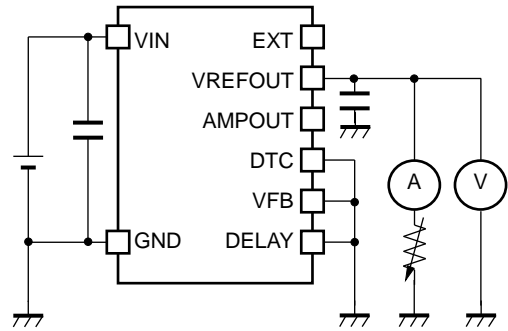 VIN
EXT
VREFOUT
AMPOUT
DTC
VFB
GND
DELAY
A
V